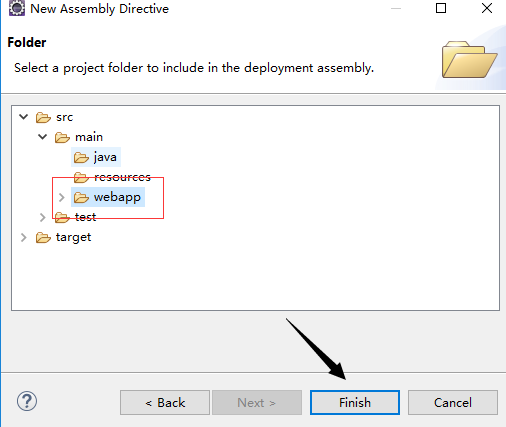 New Assembly Directive
Folder
Select a project folder to include in the deployment assembly.
src
main
java
resources
webapp
test
target
< Back
Next >
Finish
Cancel